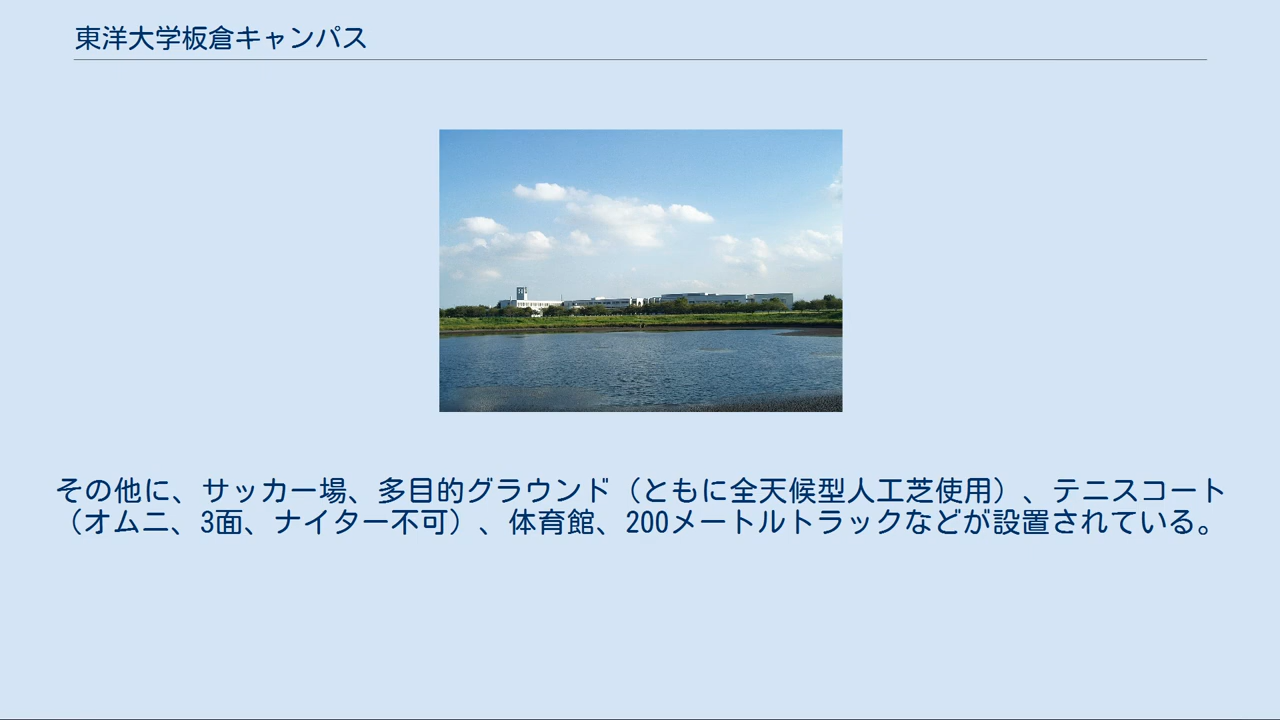 東洋大学板倉キャンパス
その他に、サッカー場、多目的グラウンド（ともに全天候型人工芝使用）、テニスコート
（オムニ、3面、ナイター不可）、体育館、200メートルトラックなどが設置されている。